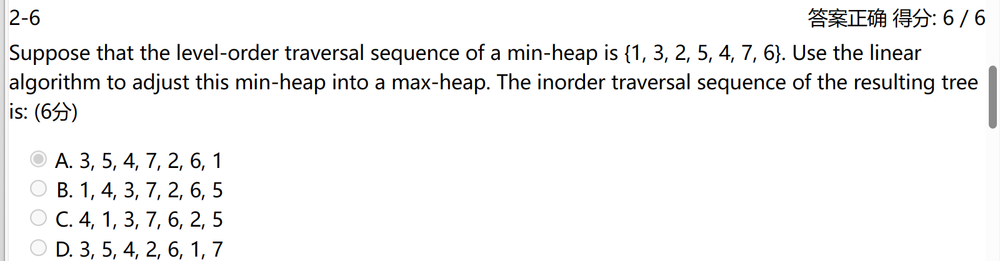 2-6
答案正确 得分: 6 / 6
Suppose that the level-order traversal sequence of a min-heap is {1, 3, 2, 5, 4, 7, 6}. Use the linear
algorithm to adjust this min-heap into a max-heap. The inorder traversal sequence of the resulting tree
is: (6分)
A. 3, 5, 4, 7, 2, 6, 1
B. 1, 4, 3, 7, 2, 6, 5
C. 4, 1, 3, 7, 6, 2, 5
D. 3, 5, 4, 2, 6, 1, 7